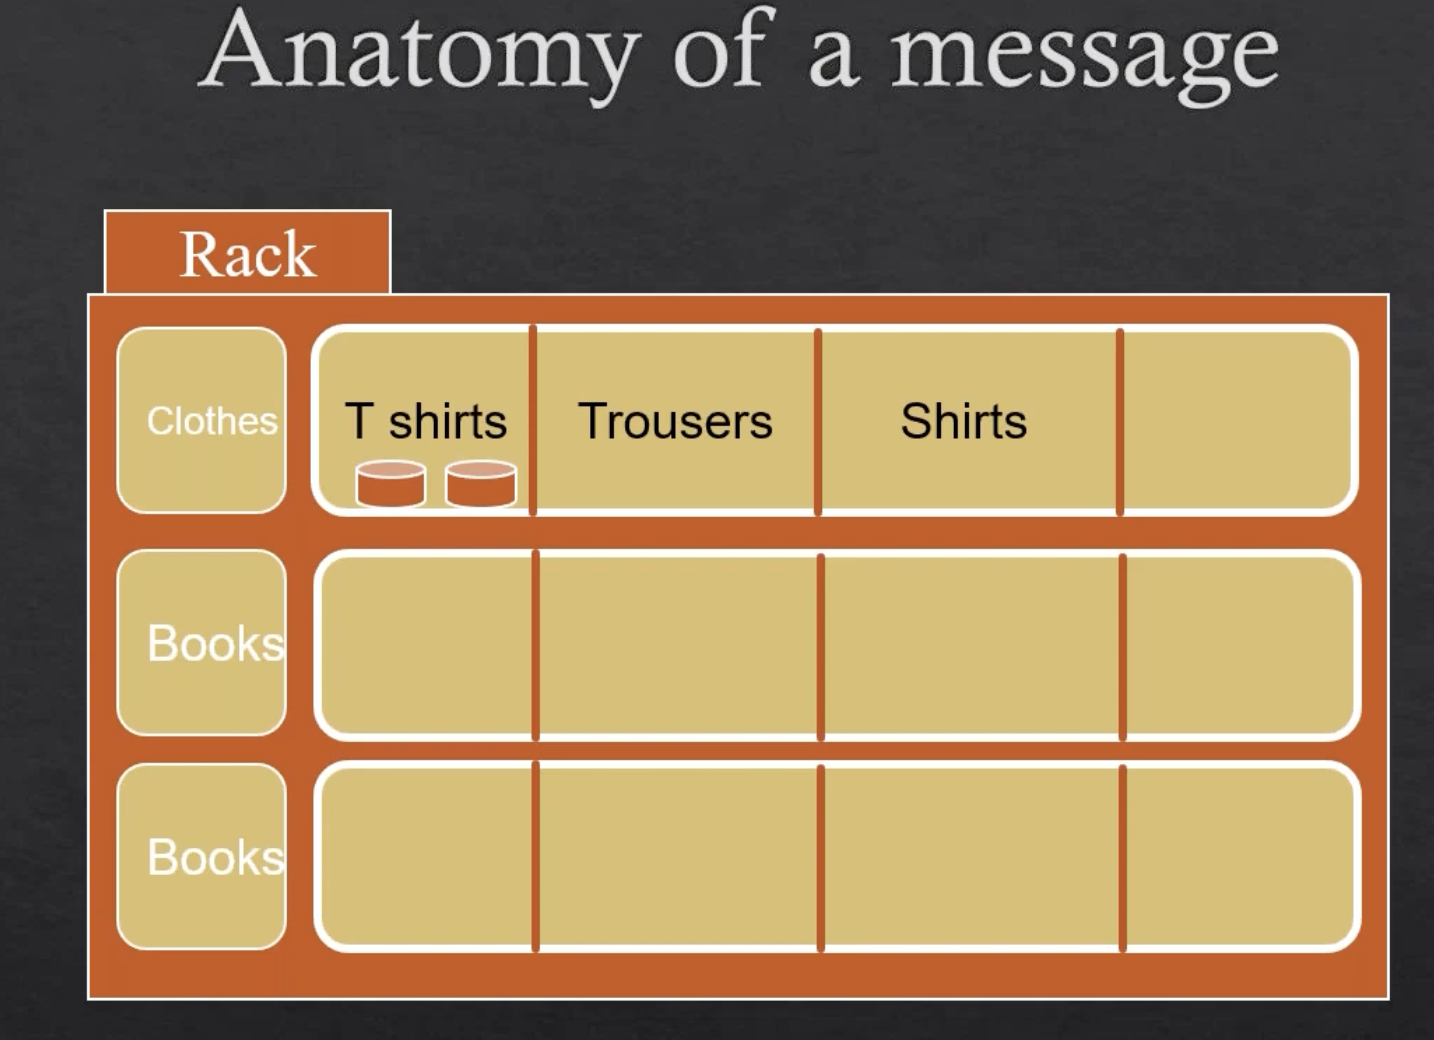 Anatomy of a message
Rack
Clothes
T shirts
Trousers
Shirts
Books
Books